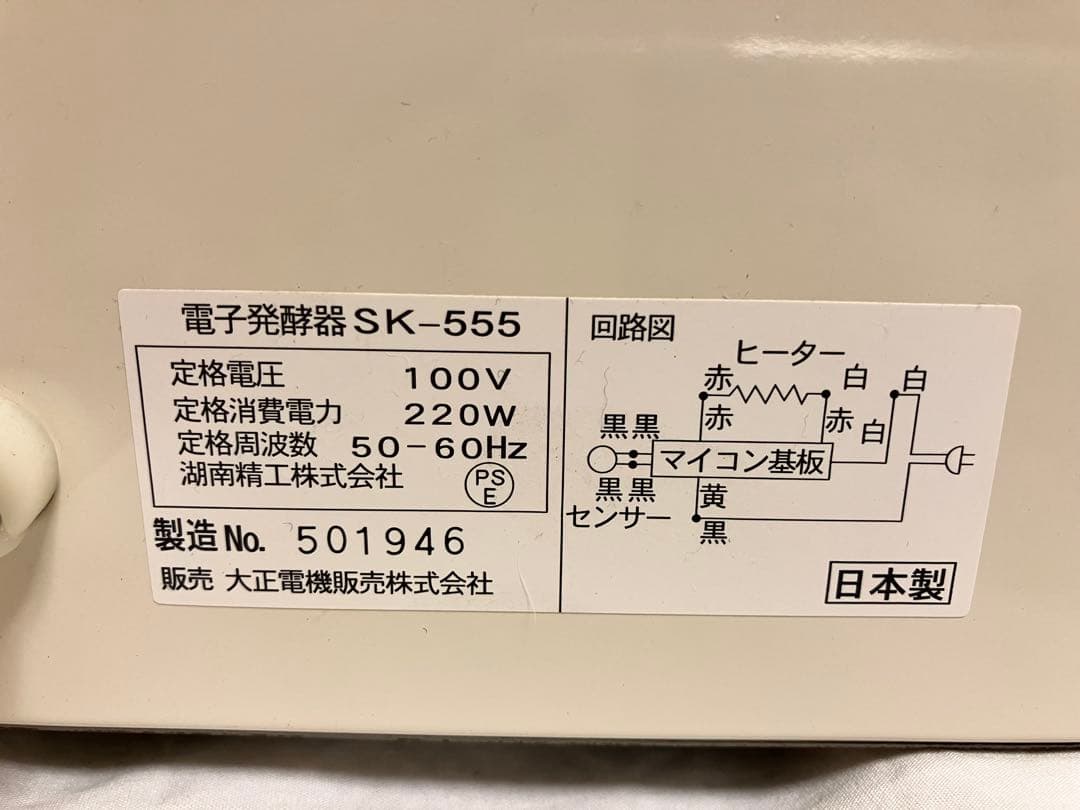 電子発酵器 SK-555
定格電圧 100V
定格消費電力 220W
定格周波数 50-60Hz
湖南精工株式会社
PS
E
製造No. 501946
販売 大正電機販売株式会社
回路図
ヒーター
赤 白 白
赤 赤 白
黒黒
マイコン基板
黒黒 黄
センサー 黒
日本製